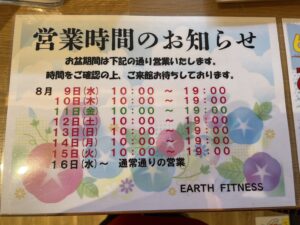 営業時間のお知らせ
お盆期間は下記の通り営業いたします。
時間をご確認の上、ご来館お待ちしております。
8月 9日(水) 10:00 ~ 19:00
10日(木) 10:00 ~ 19:00
11日(金) 10:00 ~ 19:00
12日(土) 10:00 ~ 19:00
13日(日) 10:00 ~ 19:00
14日(月) 10:00 ~ 19:00
15日(火) 10:00 ~ 19:00
16日(水)~ 通常通りの営業
EARTH FITNESS